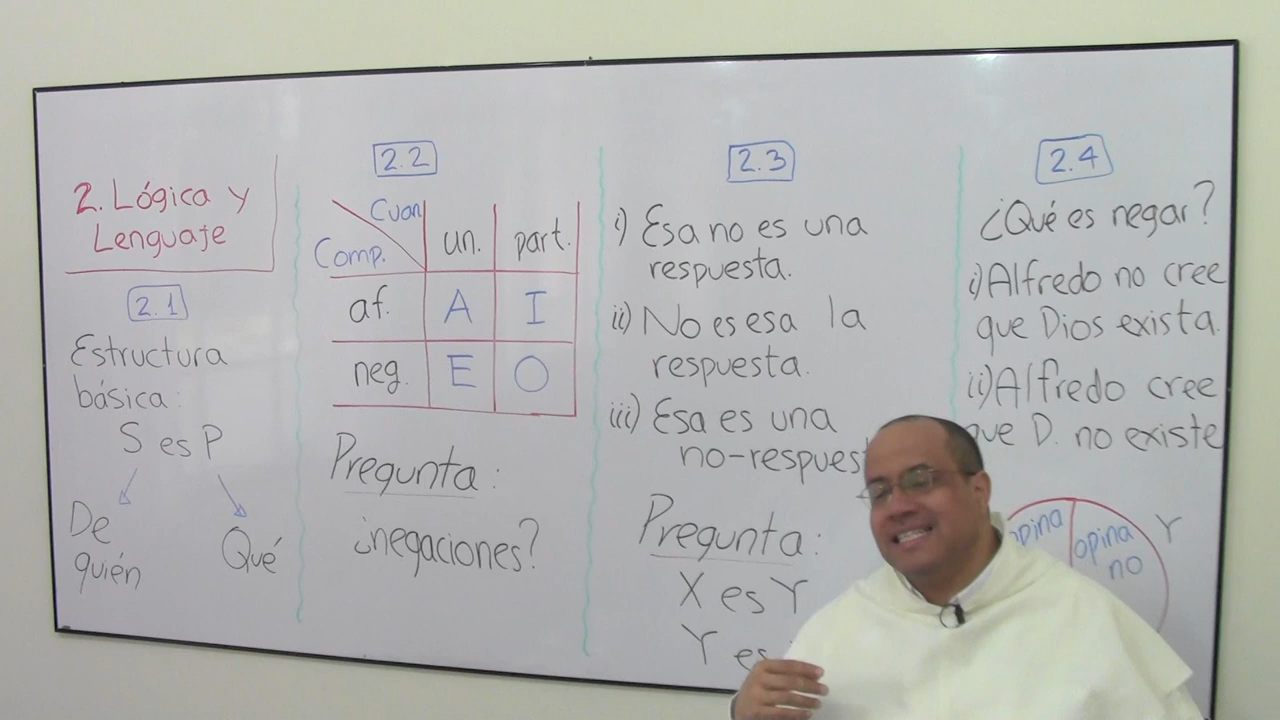 2. Lógica y
Lenguaje
2.1
Estructura
básica:
S es P
De
quién
Qué
2.2
Cuan
Comp.
un.
part.
af.
A
I
neg.
E
O
Pregunta:
¿negaciones?
2.3
i) Esa no es una
respuesta.
ii) No es esa la
respuesta.
iii) Esa es una
no-respues
Pregunta:
X es Y
Y es
2.4
¿Qué es negar?
i) Alfredo no cree
que Dios exista.
ii) Alfredo cree
que D. no existe
opina
opina
no
Y